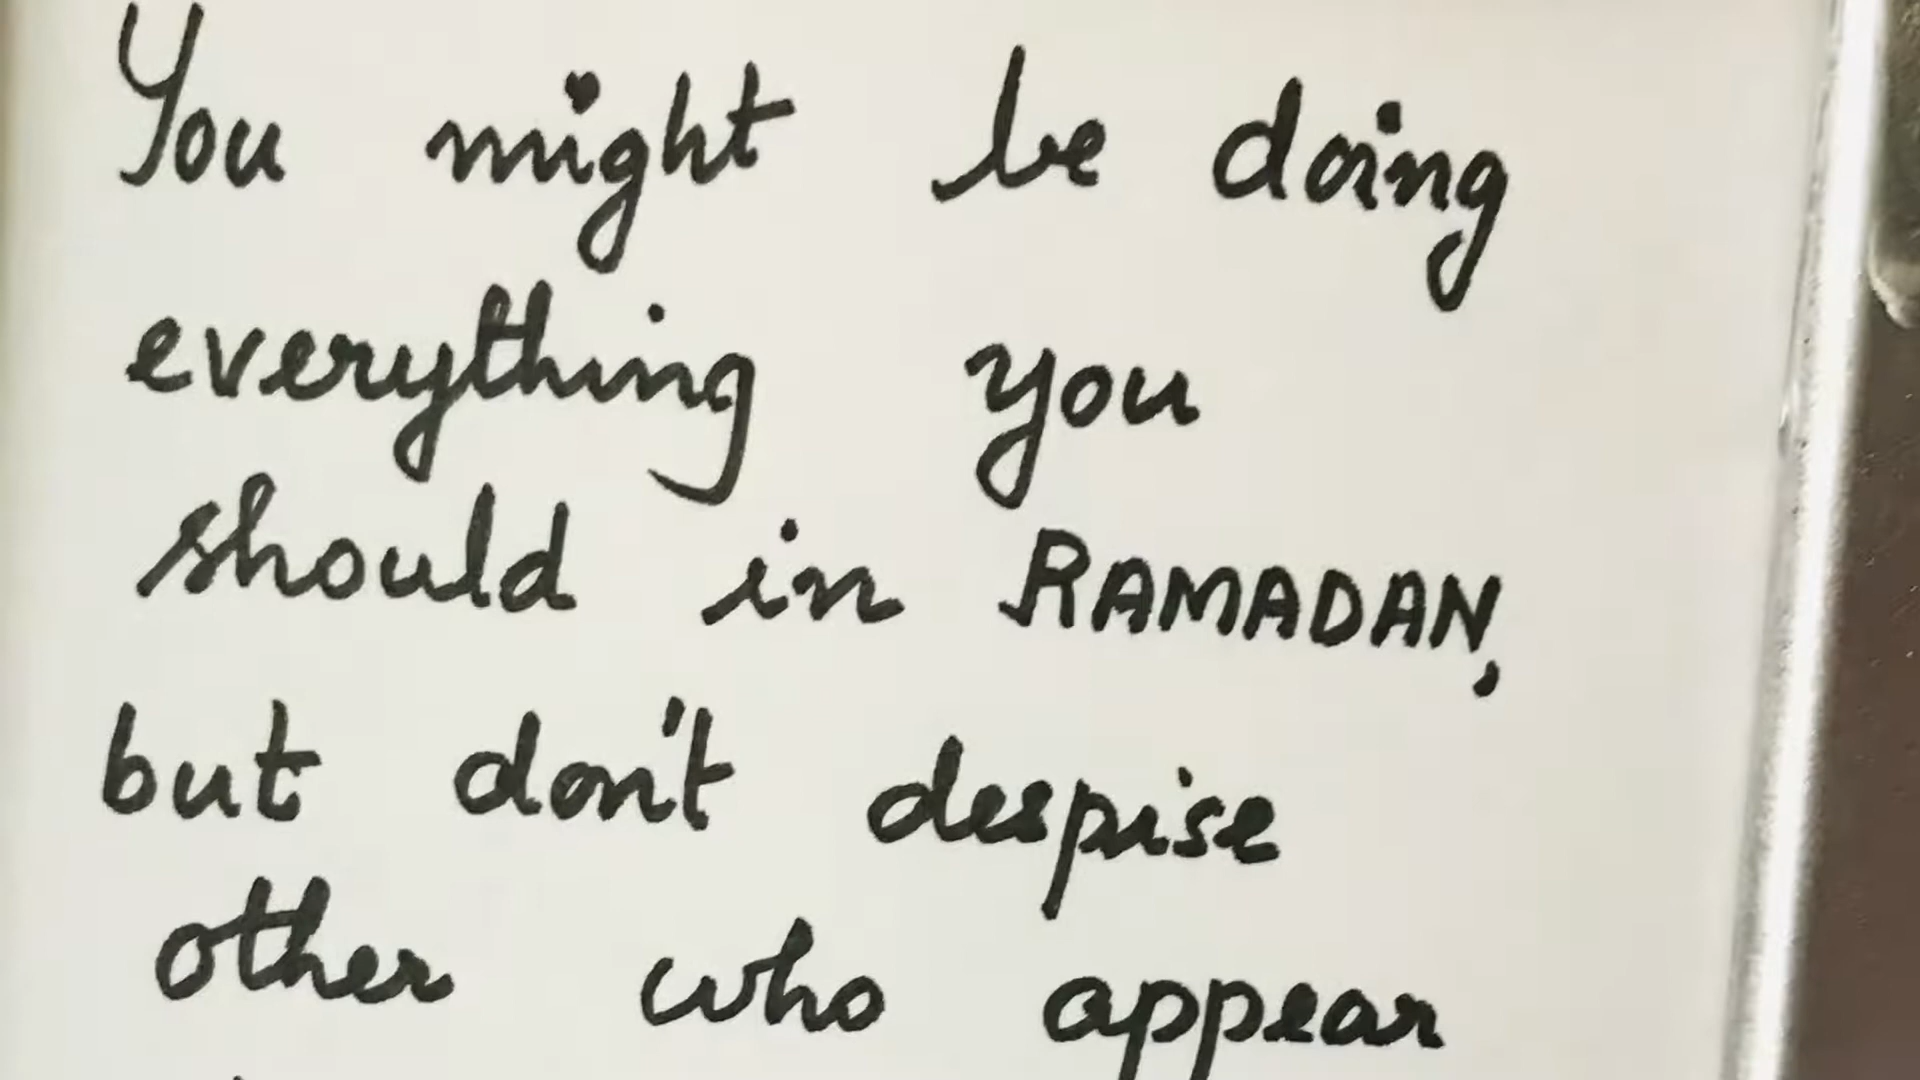 You might be doing
everything you
should in RAMADAN,
but don't despise
other who appear